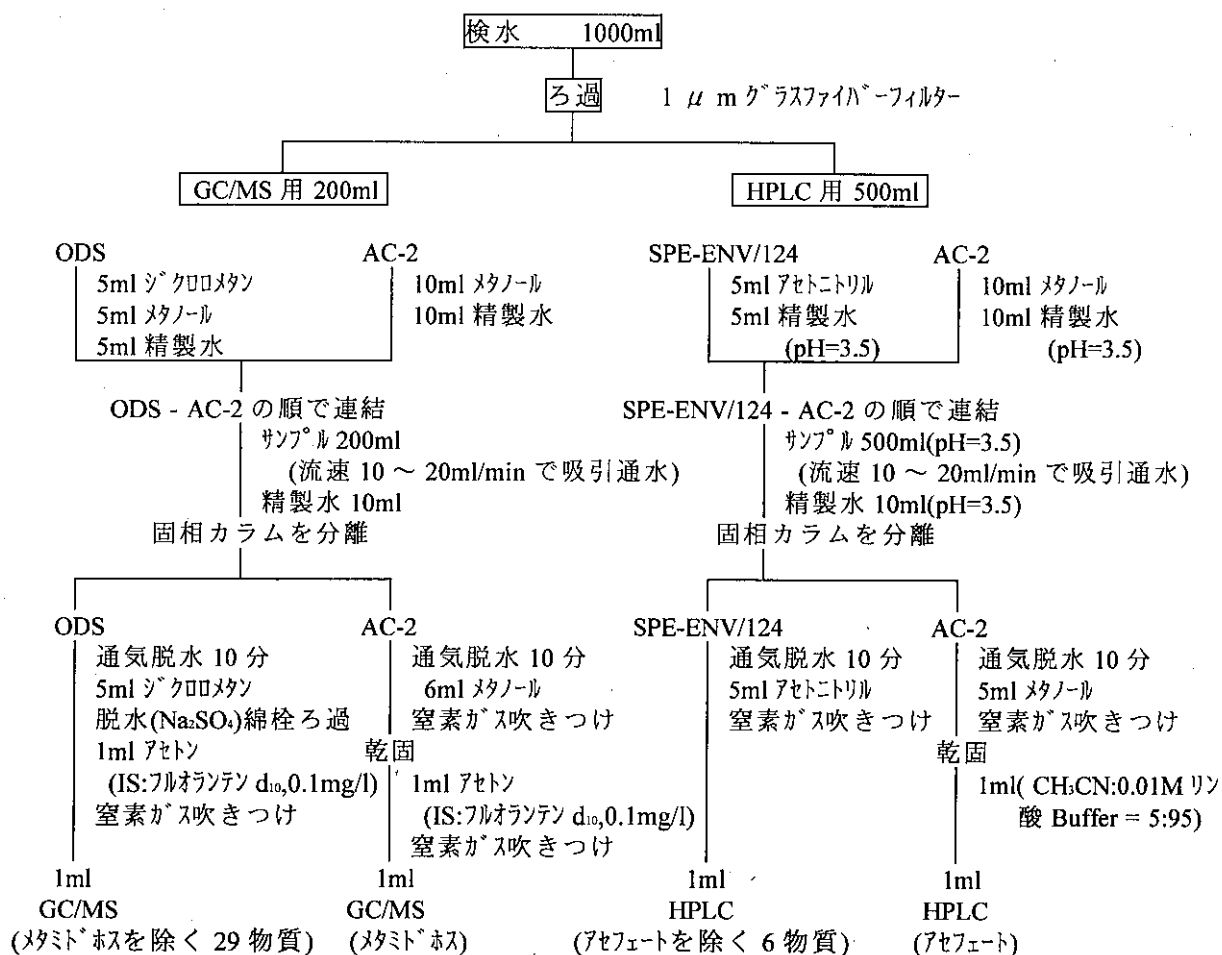 検水 1000ml
ろ過 1 μm ｸﾞﾗｽﾌｧｲﾊﾞｰﾌｨﾙﾀｰ
GC/MS 用 200ml
HPLC 用 500ml
ODS
5ml ｼﾞｸﾛﾛﾒﾀﾝ
5ml ﾒﾀﾉｰﾙ
5ml 精製水
AC-2
10ml ﾒﾀﾉｰﾙ
10ml 精製水
ODS - AC-2 の順で連結
ｻﾝﾌﾟﾙ 200ml
(流速 10 ～ 20ml/min で吸引通水)
精製水 10ml
固相カラムを分離
SPE-ENV/124
5ml ｱｾﾄﾆﾄﾘﾙ
5ml 精製水
(pH=3.5)
AC-2
10ml ﾒﾀﾉｰﾙ
10ml 精製水
(pH=3.5)
SPE-ENV/124 - AC-2 の順で連結
ｻﾝﾌﾟﾙ 500ml(pH=3.5)
(流速 10 ～ 20ml/min で吸引通水)
精製水 10ml(pH=3.5)
固相カラムを分離
ODS
通気脱水 10 分
5ml ｼﾞｸﾛﾛﾒﾀﾝ
脱水(Na₂SO₄)綿栓ろ過
1ml ｱｾﾄﾝ
(IS:ﾌﾙｵﾗﾝﾃﾝ d₁₀,0.1mg/l)
窒素ｶﾞｽ吹きつけ
1ml
GC/MS
(ﾒﾀﾐﾄﾞﾎｽを除く 29 物質)
AC-2
通気脱水 10 分
6ml ﾒﾀﾉｰﾙ
窒素ｶﾞｽ吹きつけ
乾固
1ml ｱｾﾄﾝ
(IS:ﾌﾙｵﾗﾝﾃﾝ d₁₀,0.1mg/l)
窒素ｶﾞｽ吹きつけ
1ml
GC/MS
(ﾒﾀﾐﾄﾞﾎｽ)
SPE-ENV/124
通気脱水 10 分
5ml ｱｾﾄﾆﾄﾘﾙ
窒素ｶﾞｽ吹きつけ
1ml
HPLC
(ｱｾﾌｪｰﾄを除く 6 物質)
AC-2
通気脱水 10 分
5ml ﾒﾀﾉｰﾙ
窒素ｶﾞｽ吹きつけ
乾固
1ml( CH₃CN:0.01M リン
酸 Buffer = 5:95)
1ml
HPLC
(ｱｾﾌｪｰﾄ)